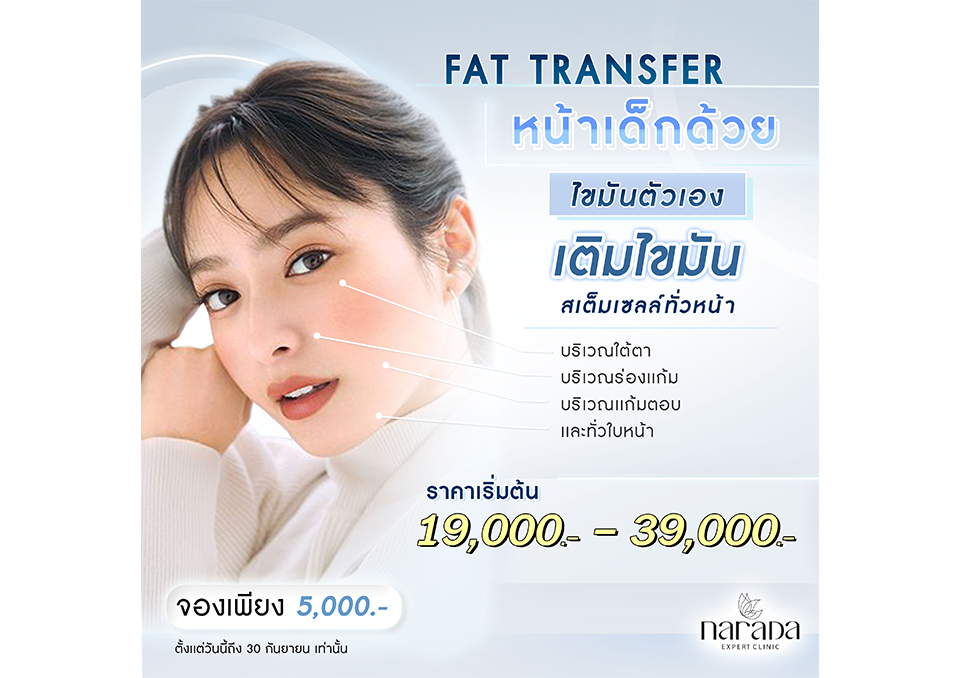 FAT TRANSFER
หน้าเด็กด้วย
ไขมันตัวเอง
เติมไขมัน
สเต็มเซลล์ทั่วหน้า
บริเวณใต้ตา
บริเวณร่องแก้ม
บริเวณแก้มตอบ
และทั่วใบหน้า
ราคาเริ่มต้น
19,000.- – 39,000.-
จองเพียง 5,000.-
ตั้งแต่วันนี้ถึง 30 กันยายน เท่านั้น
narada
EXPERT CLINIC